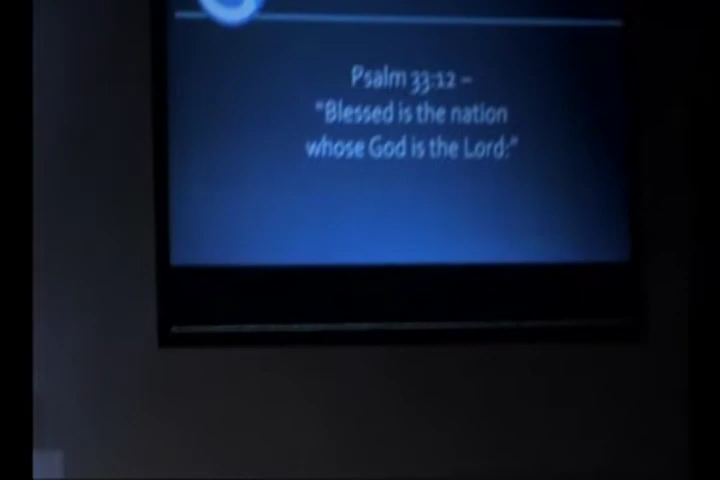 Psalm 33:12 –
"Blessed is the nation
whose God is the Lord:"